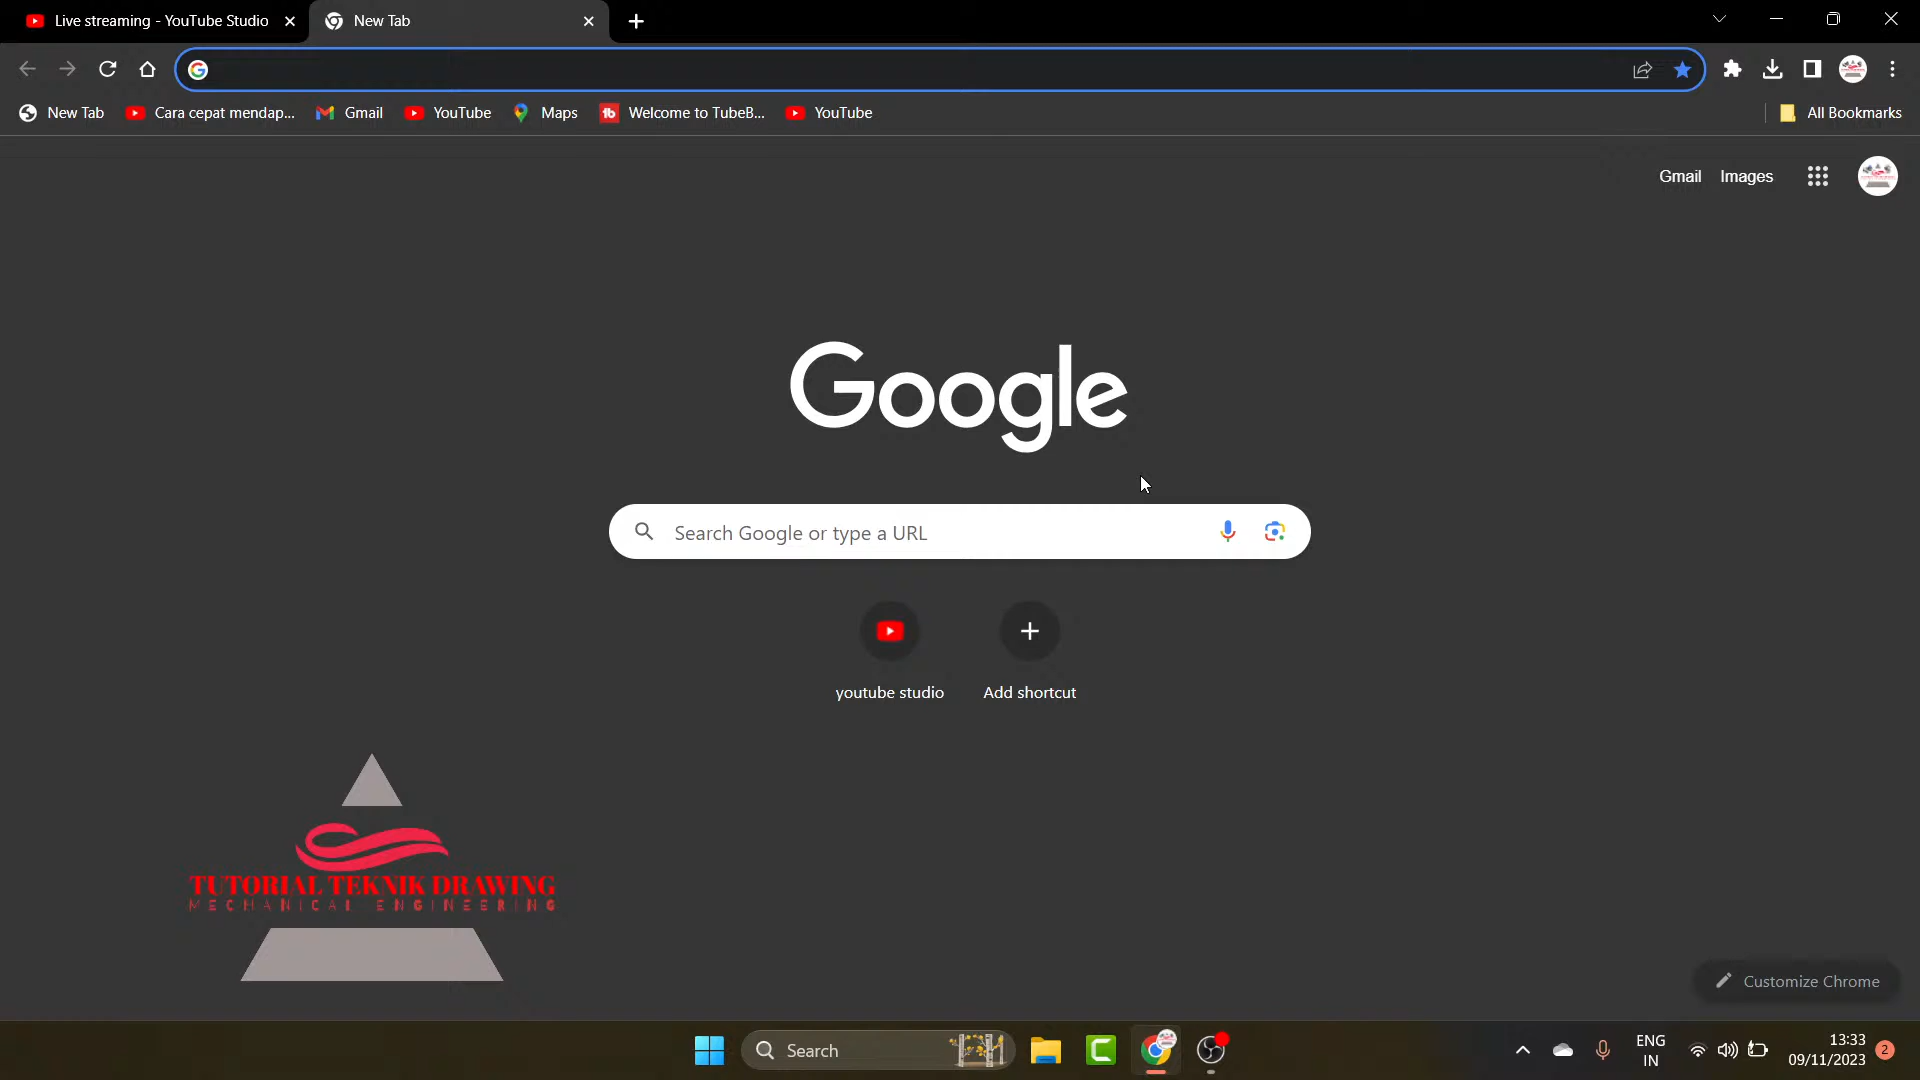 Live streaming - YouTube Studio
New Tab
New Tab
Cara cepat mendap...
Gmail
YouTube
Maps
Welcome to TubeB...
YouTube
All Bookmarks
Gmail
Images
Google
Search Google or type a URL
youtube studio
Add shortcut
TUTORIAL TEKNIK DRAWING
MECHANICAL ENGINEERING
Customize Chrome
Search
ENG
IN
13:33
09/11/2023
2